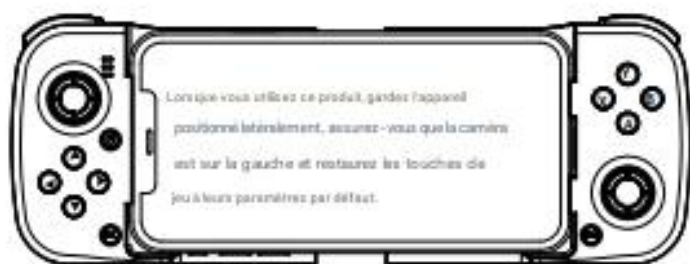 Lorsque vous utilisez ce produit, gardez l'appareil
positionné latéralement, assurez-vous que la caméra
est sur la gauche et restaurez les touches de
jeu à leurs paramètres par défaut.
Y
X
B
A